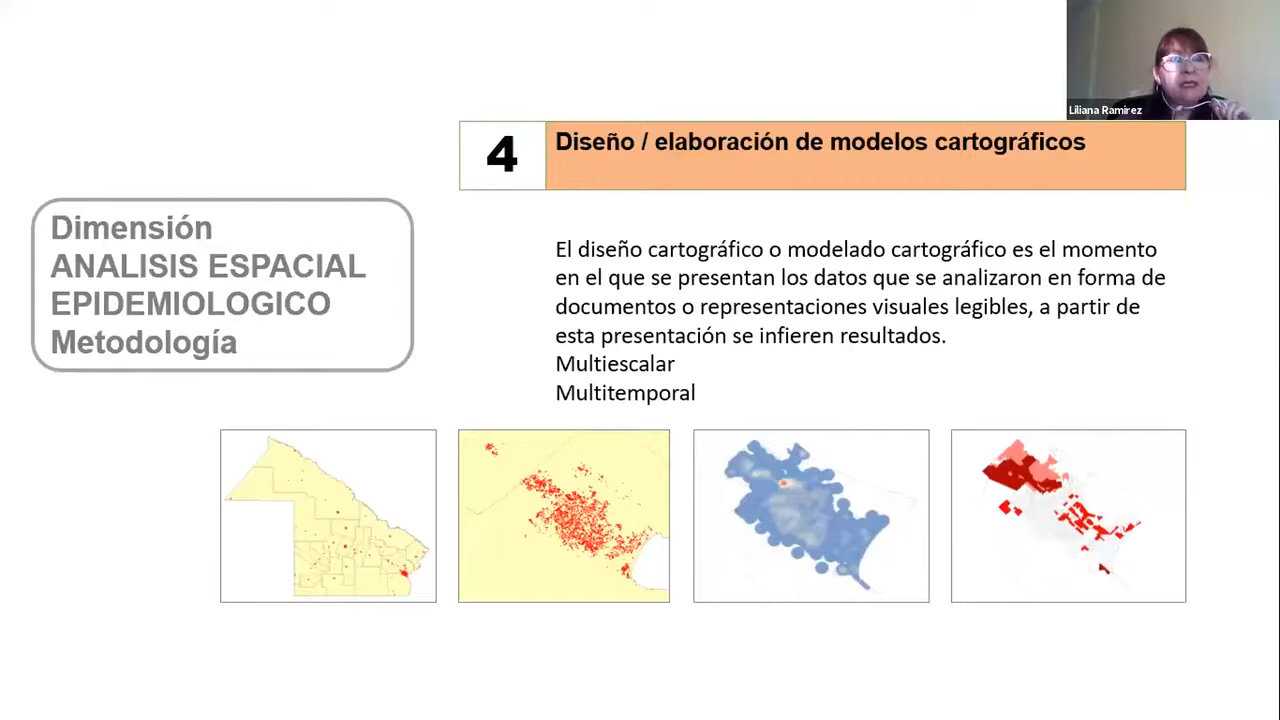 Liliana Ramirez
4
Diseño / elaboración de modelos cartográficos
Dimensión
ANALISIS ESPACIAL
EPIDEMIOLOGICO
Metodología
El diseño cartográfico o modelado cartográfico es el momento
en el que se presentan los datos que se analizaron en forma de
documentos o representaciones visuales legibles, a partir de
esta presentación se infieren resultados.
Multiescalar
Multitemporal